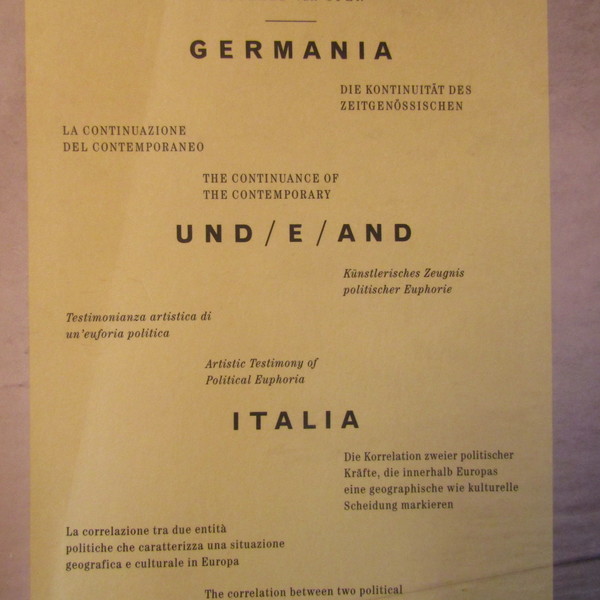 GERMANIA
DIE KONTINUITÄT DES
ZEITGENÖSSISCHEN
LA CONTINUAZIONE
DEL CONTEMPORANEO
THE CONTINUANCE OF
THE CONTEMPORARY
UND/E/AND
Künstlerisches Zeugnis
politischer Euphorie
Testimonianza artistica di
un'euforia politica
Artistic Testimony of
Political Euphoria
ITALIA
Die Korrelation zweier politischer
Kräfte, die innerhalb Europas
eine geographische wie kulturelle
Scheidung markieren
La correlazione tra due entità
politiche che caratterizza una situazione
geografica e culturale in Europa
The correlation between two political